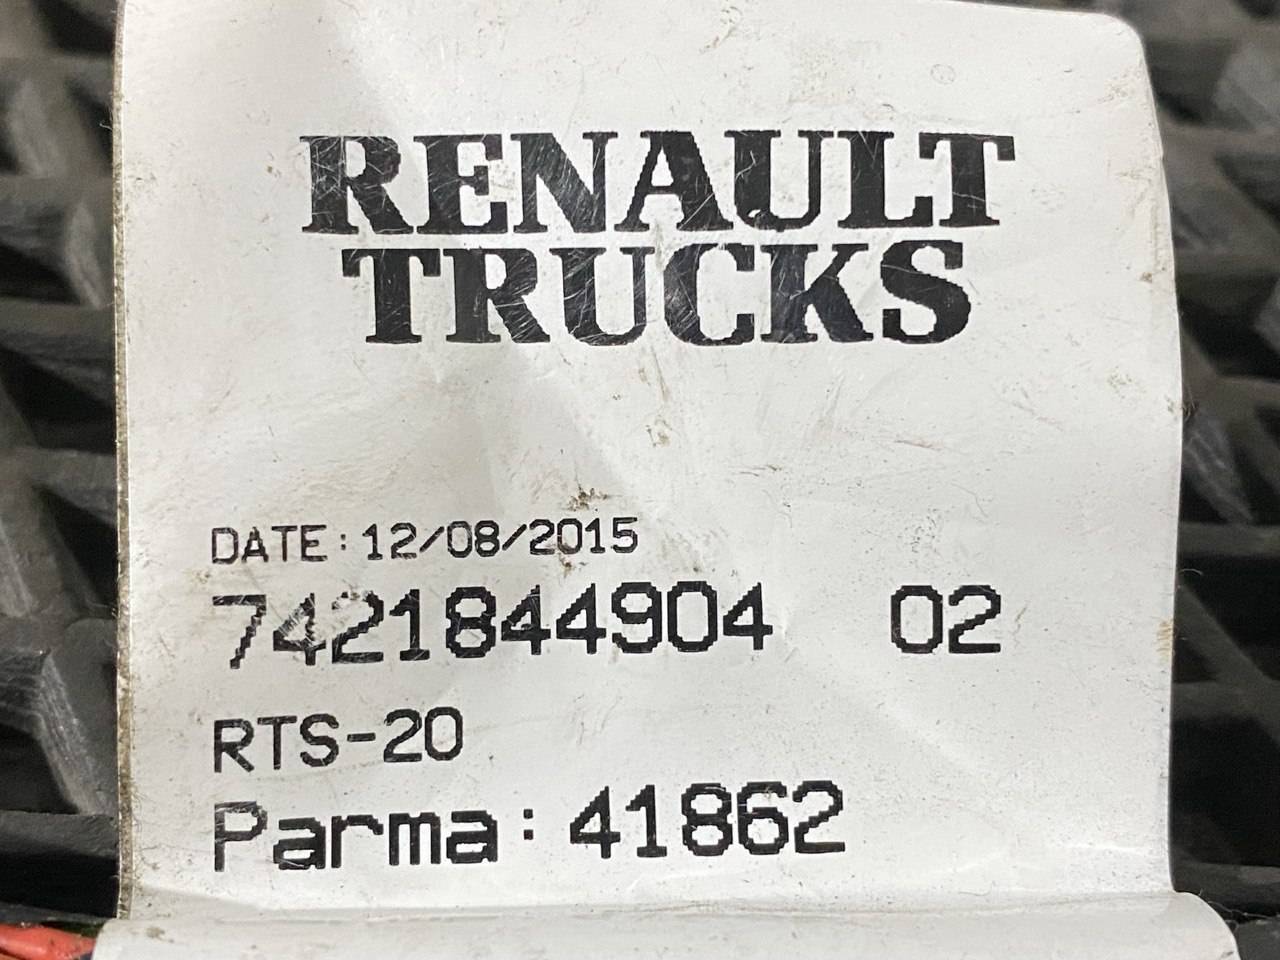 RENAULT
TRUCKS
DATE: 12/08/2015
7421844904 02
RTS-20
Parma: 41862